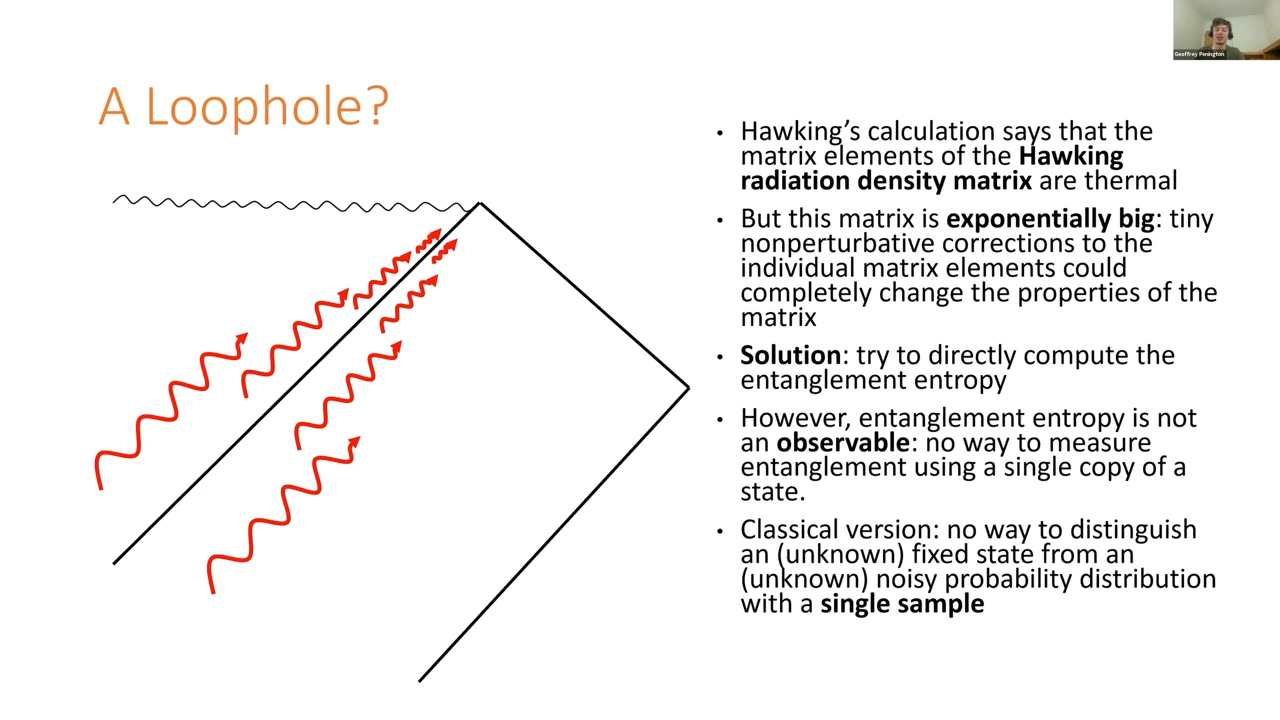 Geoffrey Penington
A Loophole?
• Hawking’s calculation says that the
matrix elements of the Hawking
radiation density matrix are thermal
• But this matrix is exponentially big: tiny
nonperturbative corrections to the
individual matrix elements could
completely change the properties of the
matrix
• Solution: try to directly compute the
entanglement entropy
• However, entanglement entropy is not
an observable: no way to measure
entanglement using a single copy of a
state.
• Classical version: no way to distinguish
an (unknown) fixed state from an
(unknown) noisy probability distribution
with a single sample